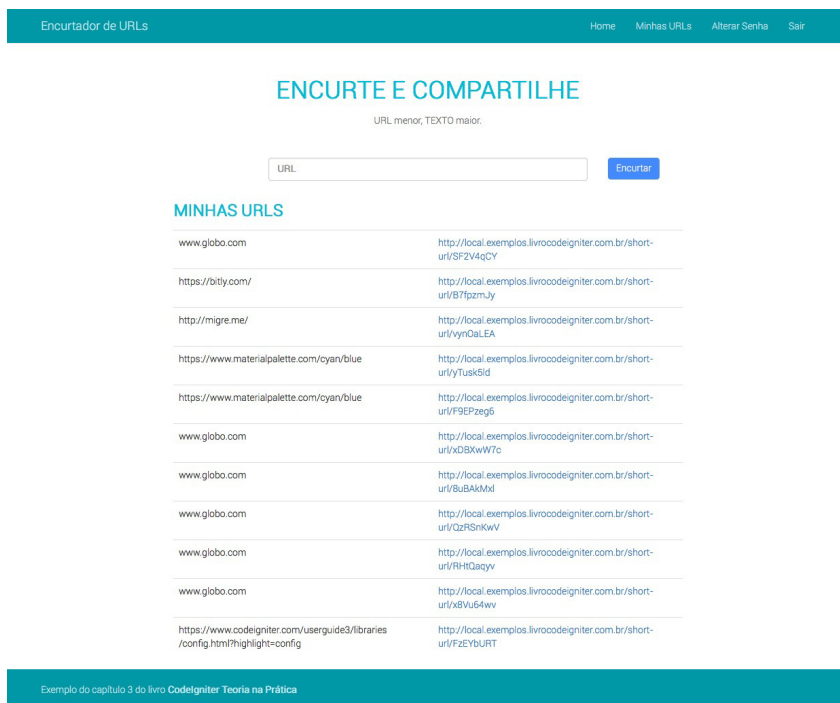 Encurtador de URLs
Home Minhas URLs Alterar Senha Sair
ENCURTE E COMPARTILHE
URL menor, TEXTO maior.
URL
Encurtar
MINHAS URLS
www.globo.com
http://local.exemplos.livrocodeigniter.com.br/short-
url/SF2V4qCY
https://bitly.com/
http://local.exemplos.livrocodeigniter.com.br/short-
url/B7fpzmJy
http://migre.me/
http://local.exemplos.livrocodeigniter.com.br/short-
url/vynOaLEA
https://www.materialpalette.com/cyan/blue
http://local.exemplos.livrocodeigniter.com.br/short-
url/yTusk5ld
https://www.materialpalette.com/cyan/blue
http://local.exemplos.livrocodeigniter.com.br/short-
url/F9EPzeg6
www.globo.com
http://local.exemplos.livrocodeigniter.com.br/short-
url/xDBXwW7c
www.globo.com
http://local.exemplos.livrocodeigniter.com.br/short-
url/8uBAkMxl
www.globo.com
http://local.exemplos.livrocodeigniter.com.br/short-
url/QzRSnKwV
www.globo.com
http://local.exemplos.livrocodeigniter.com.br/short-
url/RHtQaqyv
www.globo.com
http://local.exemplos.livrocodeigniter.com.br/short-
url/x8Vu64wv
https://www.codeigniter.com/userguide3/libraries
/config.html?highlight=config
http://local.exemplos.livrocodeigniter.com.br/short-
url/FzEYbURT
Exemplo do capítulo 3 do livro CodeIgniter Teoria na Prática